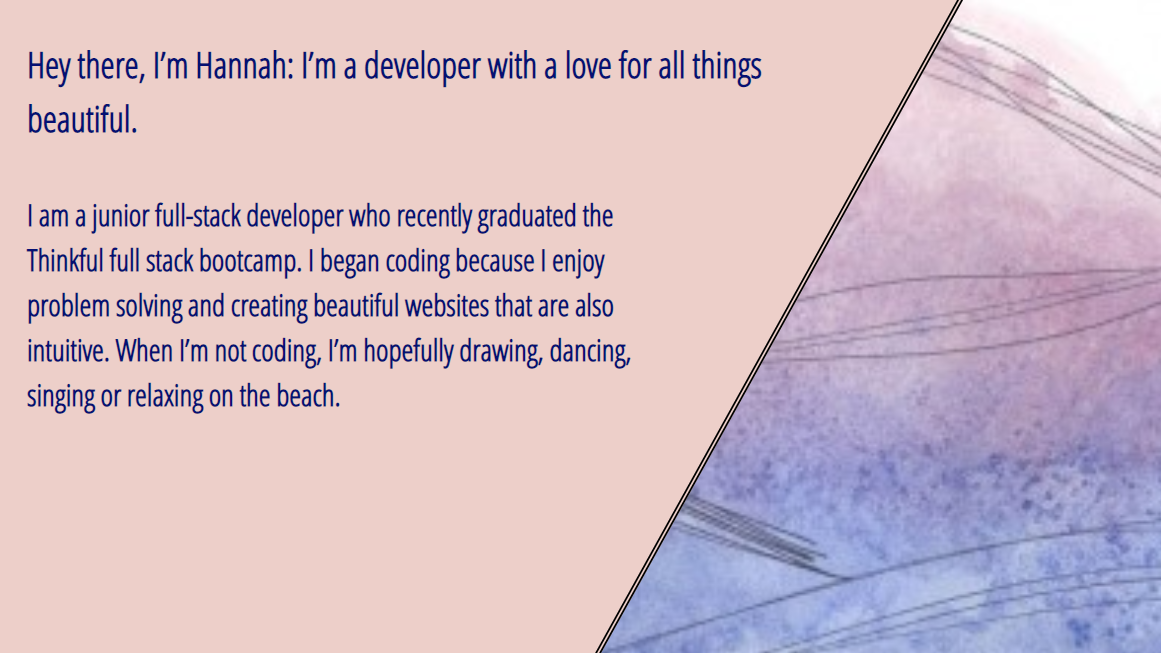 Hey there, I’m Hannah: I’m a developer with a love for all things
beautiful.
I am a junior full-stack developer who recently graduated the
Thinkful full stack bootcamp. I began coding because I enjoy
problem solving and creating beautiful websites that are also
intuitive. When I’m not coding, I’m hopefully drawing, dancing,
singing or relaxing on the beach.